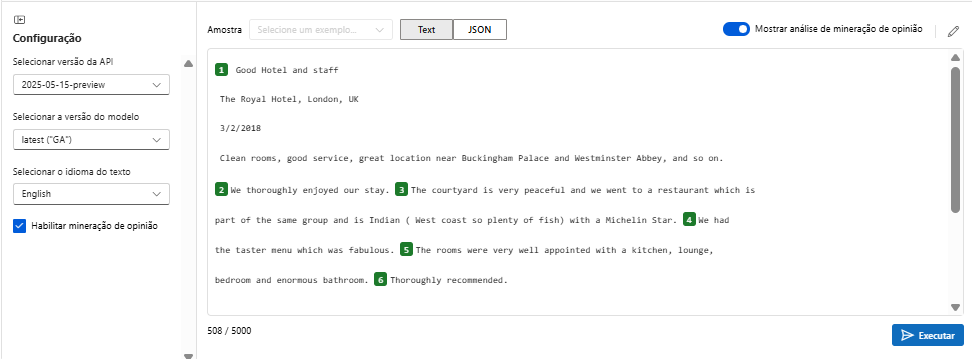 Configuração
Selecionar versão da API
2025-05-15-preview
Selecionar a versão do modelo
latest ("GA")
Selecionar o idioma do texto
English
Habilitar mineração de opinião
Amostra
Selecione um exemplo...
Text
JSON
Mostrar análise de mineração de opinião
1 Good Hotel and staff
The Royal Hotel, London, UK
3/2/2018
Clean rooms, good service, great location near Buckingham Palace and Westminster Abbey, and so on.
2 We thoroughly enjoyed our stay. 3 The courtyard is very peaceful and we went to a restaurant which is
part of the same group and is Indian ( West coast so plenty of fish) with a Michelin Star. 4 We had
the taster menu which was fabulous. 5 The rooms were very well appointed with a kitchen, lounge,
bedroom and enormous bathroom. 6 Thoroughly recommended.
508 / 5000
Executar